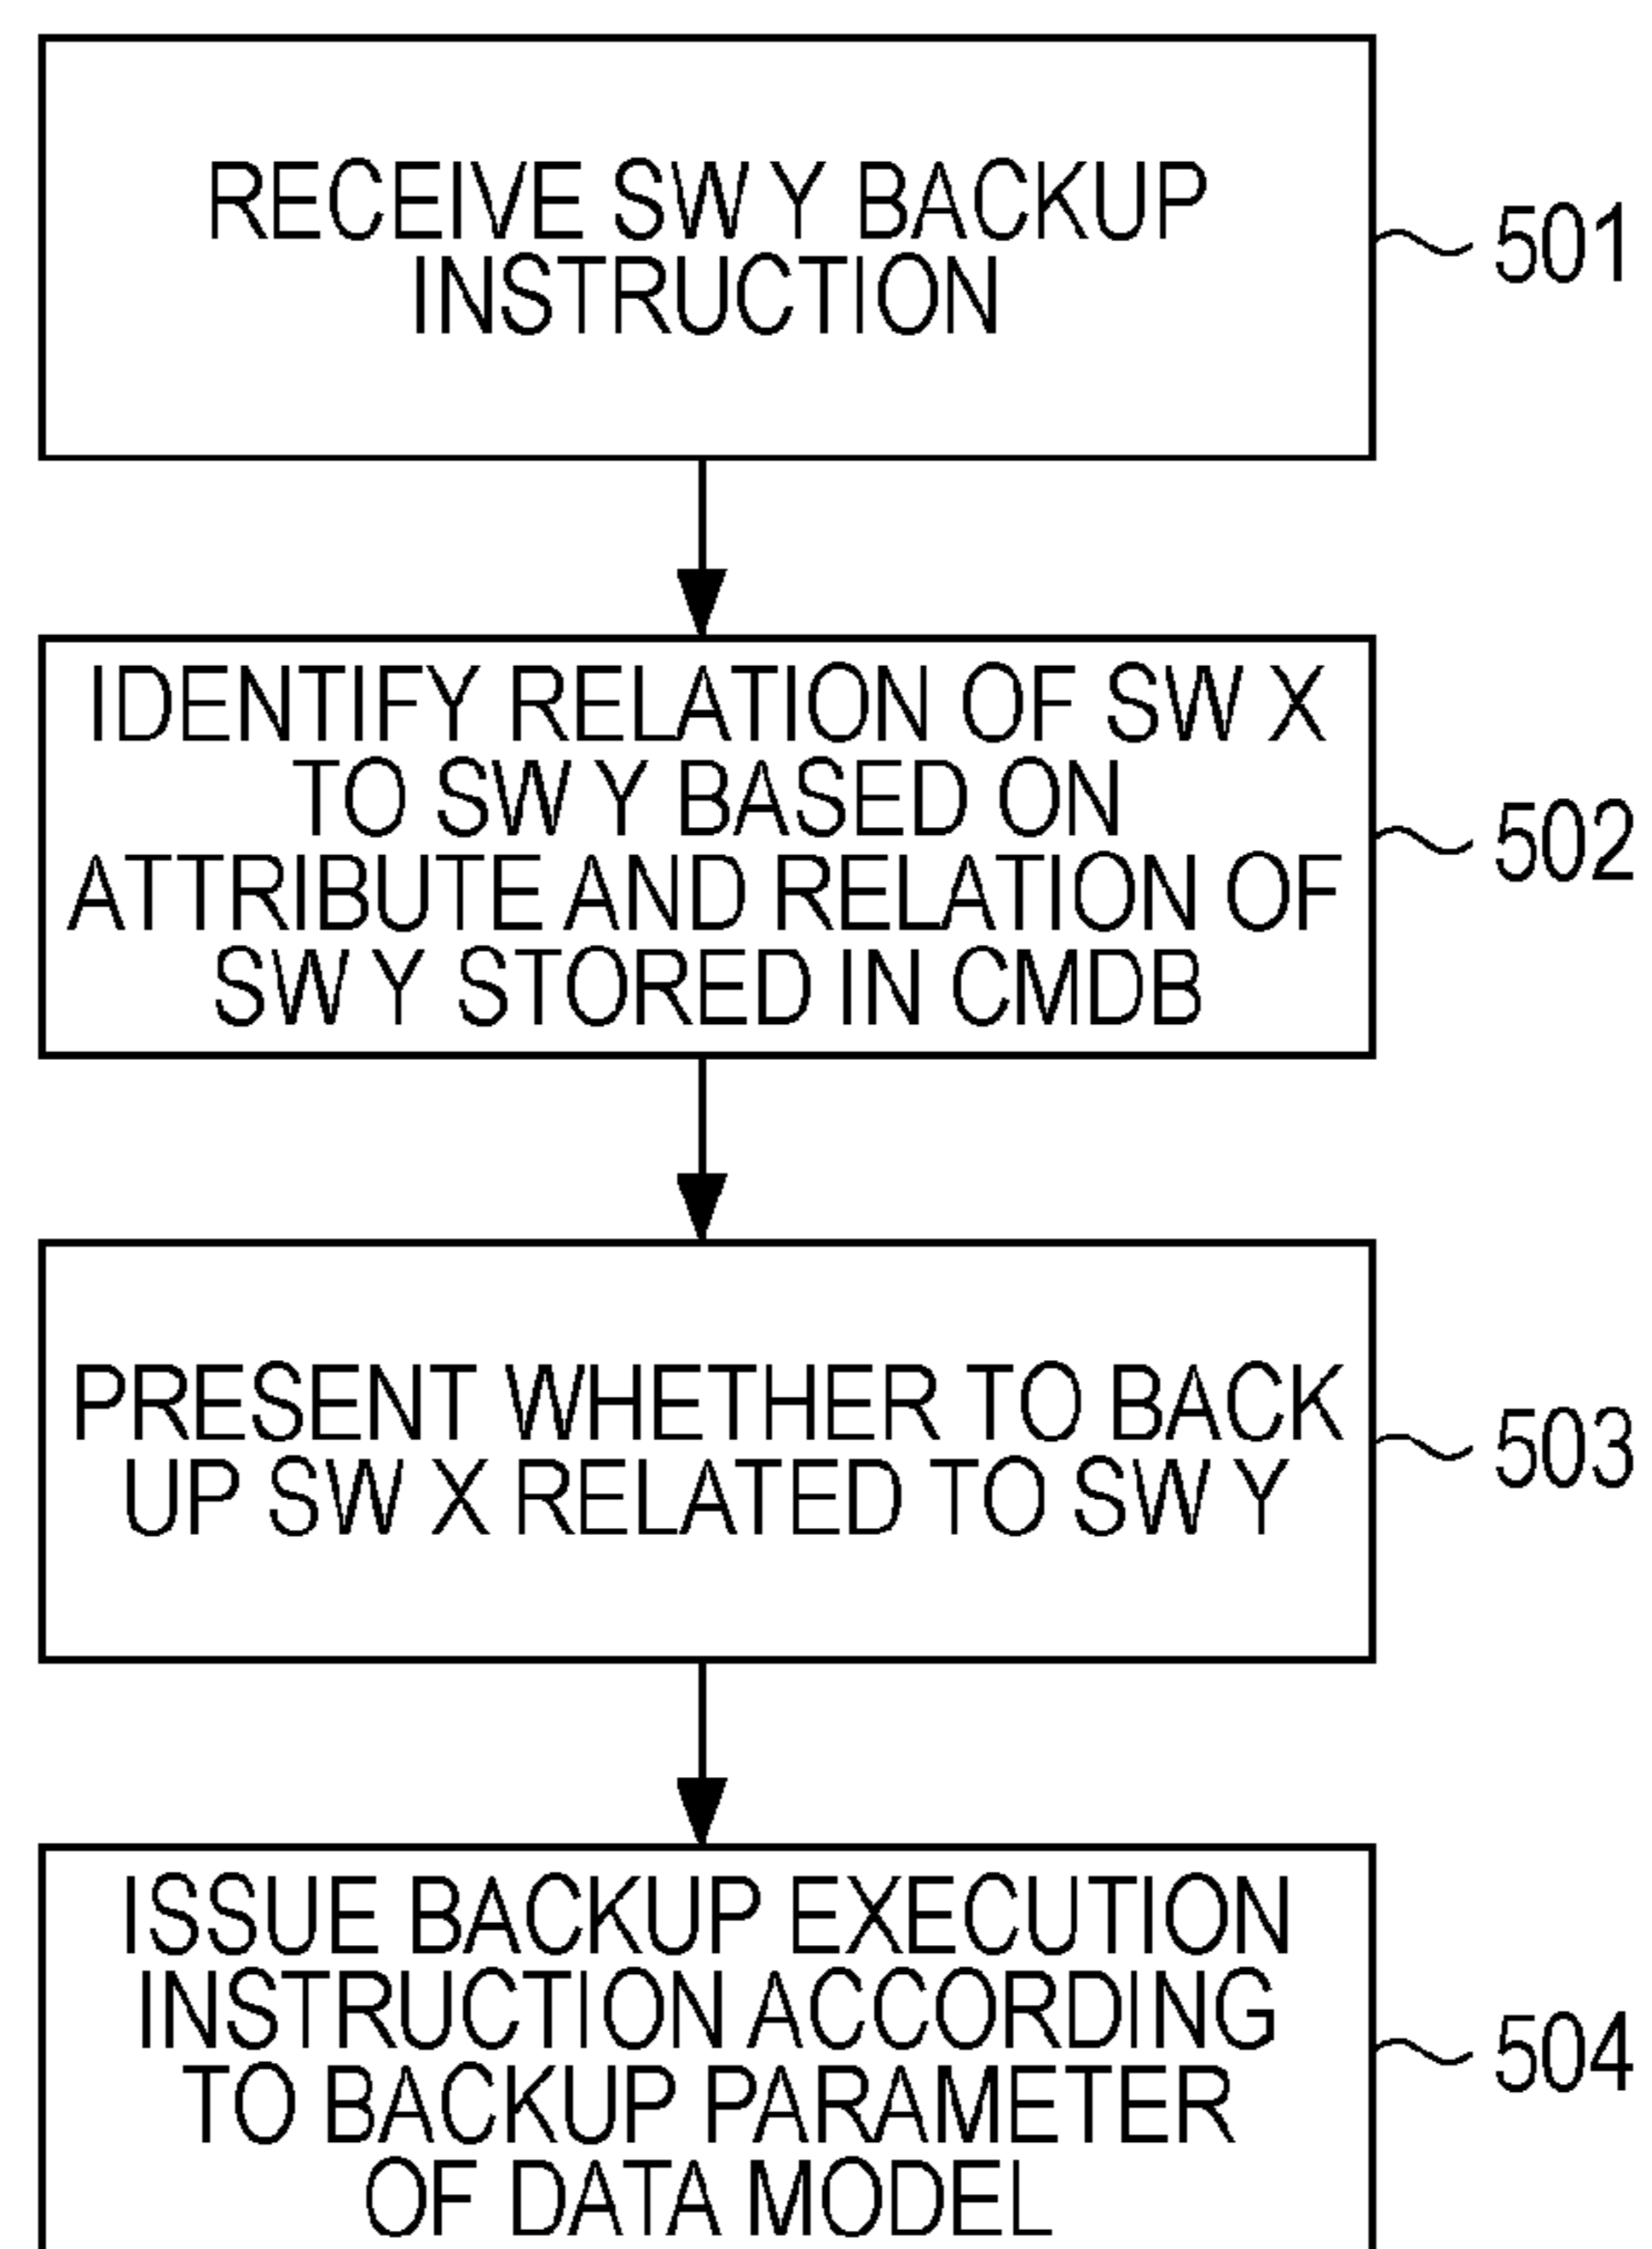 RECEIVE SW Y BACKUP
INSTRUCTION
501
IDENTIFY RELATION OF SW X
TO SW Y BASED ON
ATTRIBUTE AND RELATION OF
SW Y STORED IN CMDB
502
PRESENT WHETHER TO BACK
UP SW X RELATED TO SW Y
503
ISSUE BACKUP EXECUTION
INSTRUCTION ACCORDING
TO BACKUP PARAMETER
OF DATA MODEL
504